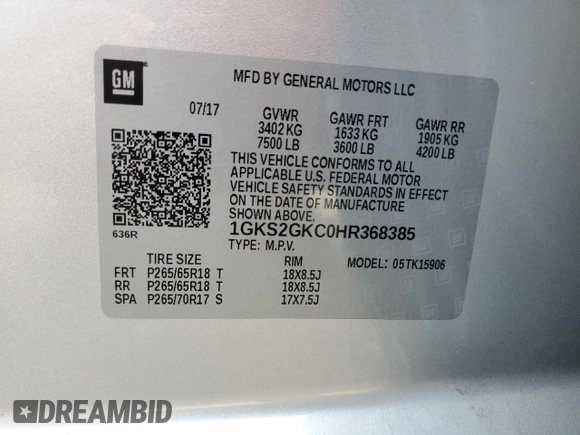 GM
MFD BY GENERAL MOTORS LLC
07/17
GVWR GAWR FRT GAWR RR
3402 KG 1633 KG 1905 KG
7500 LB 3600 LB 4200 LB
THIS VEHICLE CONFORMS TO ALL
APPLICABLE U.S. FEDERAL MOTOR
VEHICLE SAFETY STANDARDS IN EFFECT
ON THE DATE OF MANUFACTURE
SHOWN ABOVE.
636R
1GKS2GKC0HR368385
TYPE: M.P.V. MODEL: 05TK15906
TIRE SIZE RIM
FRT P265/65R18 T 18X8.5J
RR P265/65R18 T 18X8.5J
SPA P265/70R17 S 17X7.5J
DREAMBID